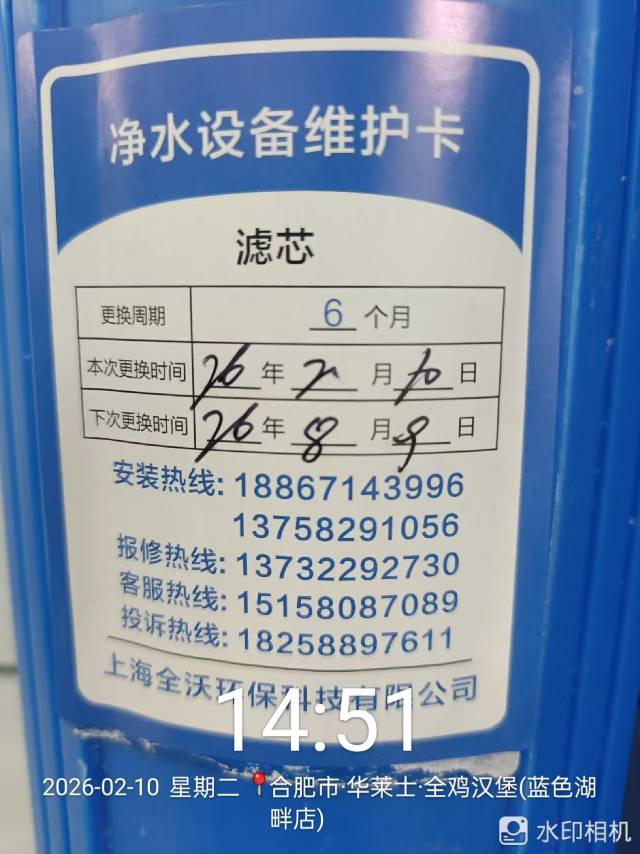 净水设备维护卡
滤芯
更换周期 6 个月
本次更换时间 26年 2 月 10 日
下次更换时间 26年 8 月 9 日
安装热线: 18867143996
13758291056
报修热线: 13732292730
客服热线: 15158087089
投诉热线: 18258897611
上海全沃环保科技有限公司
14:51
2026-02-10 星期二 📍合肥市·华莱士·全鸡汉堡(蓝色湖
畔店)
水印相机